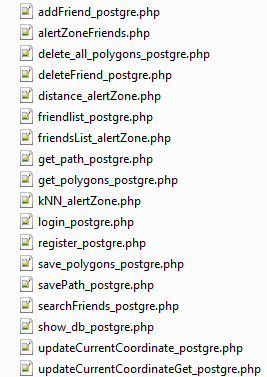 addFriend_postgre.php
alertZoneFriends.php
delete_all_polygons_postgre.php
deleteFriend_postgre.php
distance_alertZone.php
friendlist_postgre.php
friendsList_alertZone.php
get_path_postgre.php
get_polygons_postgre.php
kNN_alertZone.php
login_postgre.php
register_postgre.php
save_polygons_postgre.php
savePath_postgre.php
searchFriends_postgre.php
show_db_postgre.php
updateCurrentCoordinate_postgre.php
updateCurrentCoordinateGet_postgre.php